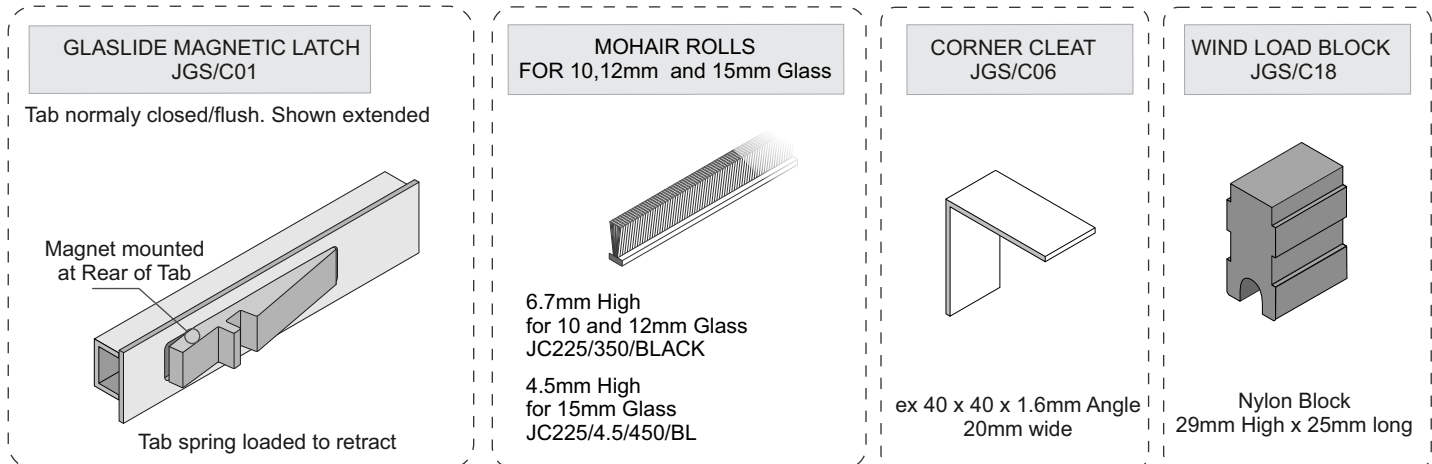 GLASLIDE MAGNETIC LATCH
JGS/C01
Tab normaly closed/flush. Shown extended
Magnet mounted
at Rear of Tab
Tab spring loaded to retract
MOHAIR ROLLS
FOR 10,12mm and 15mm Glass
6.7mm High
for 10 and 12mm Glass
JC225/350/BLACK
4.5mm High
for 15mm Glass
JC225/4.5/450/BL
CORNER CLEAT
JGS/C06
ex 40 x 40 x 1.6mm Angle
20mm wide
WIND LOAD BLOCK
JGS/C18
Nylon Block
29mm High x 25mm long